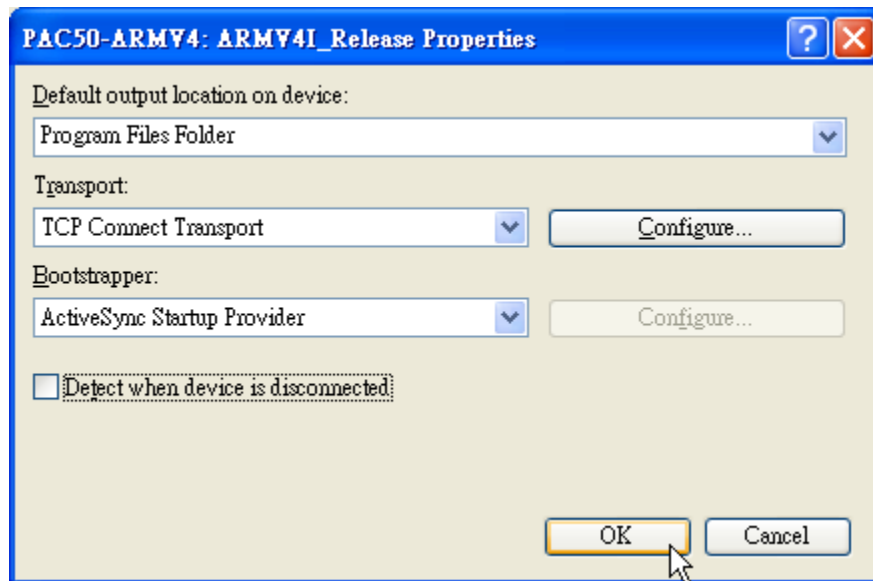 PAC50-ARMV4: ARMV4I_Release Properties
Default output location on device:
Program Files Folder
Transport:
TCP Connect Transport
Configure...
Bootstrapper:
ActiveSync Startup Provider
Configure...
Detect when device is disconnected
OK
Cancel